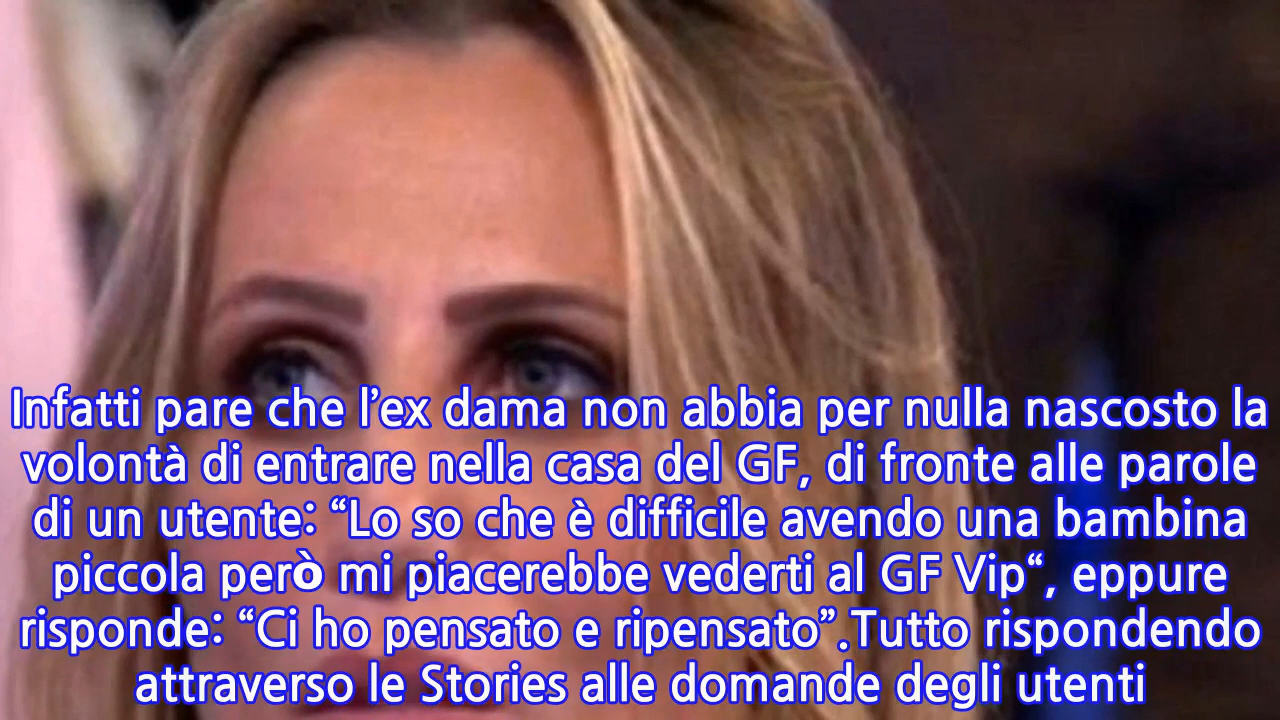 Infatti pare che l’ex dama non abbia per nulla nascosto la
volontà di entrare nella casa del GF, di fronte alle parole
di un utente: “Lo so che è difficile avendo una bambina
piccola però mi piacerebbe vederti al GF Vip“, eppure
risponde: “Ci ho pensato e ripensato”.Tutto rispondendo
attraverso le Stories alle domande degli utenti